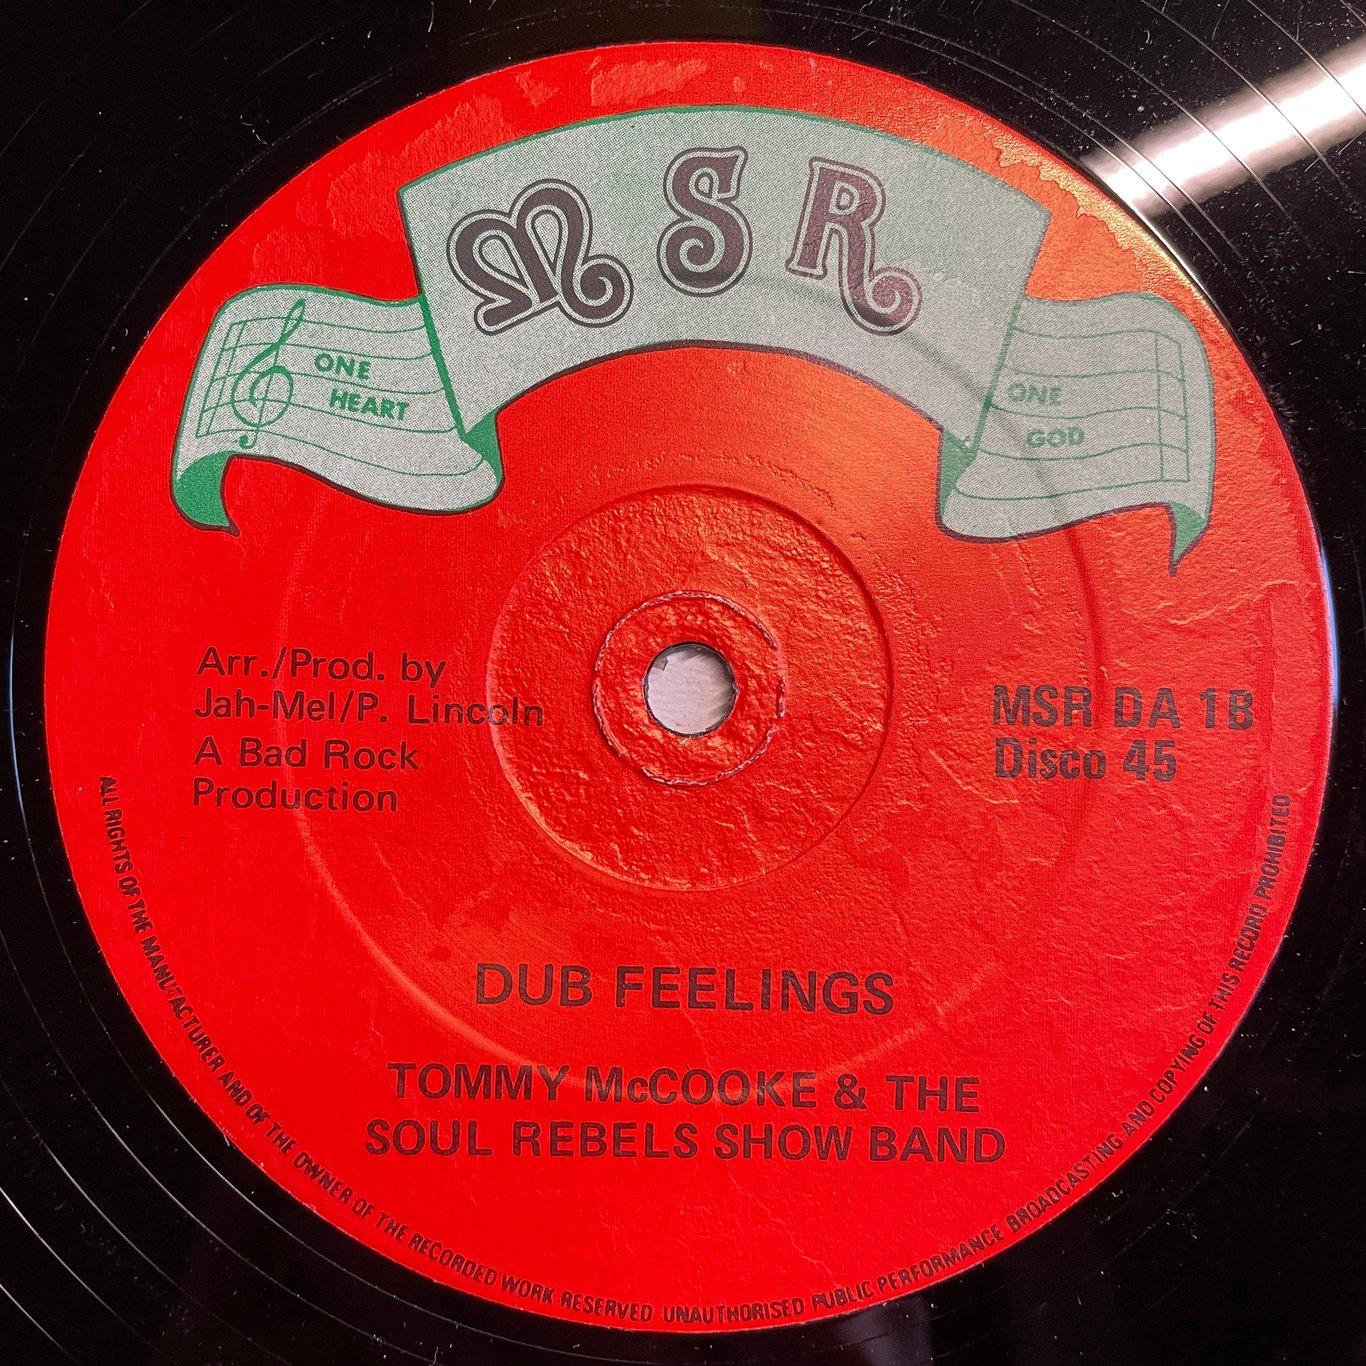 M S R
ONE
HEART
ONE
GOD
Arr./Prod. by
Jah-Mel/P. Lincoln
A Bad Rock
Production
MSR DA 1B
Disco 45
DUB FEELINGS
TOMMY McCOOKE & THE
SOUL REBELS SHOW BAND
ALL RIGHTS OF THE MANUFACTURER AND OF THE OWNER OF THE RECORDED WORK RESERVED UNAUTHORISED PUBLIC PERFORMANCE BROADCASTING AND COPYING OF THIS RECORD PROHIBITED